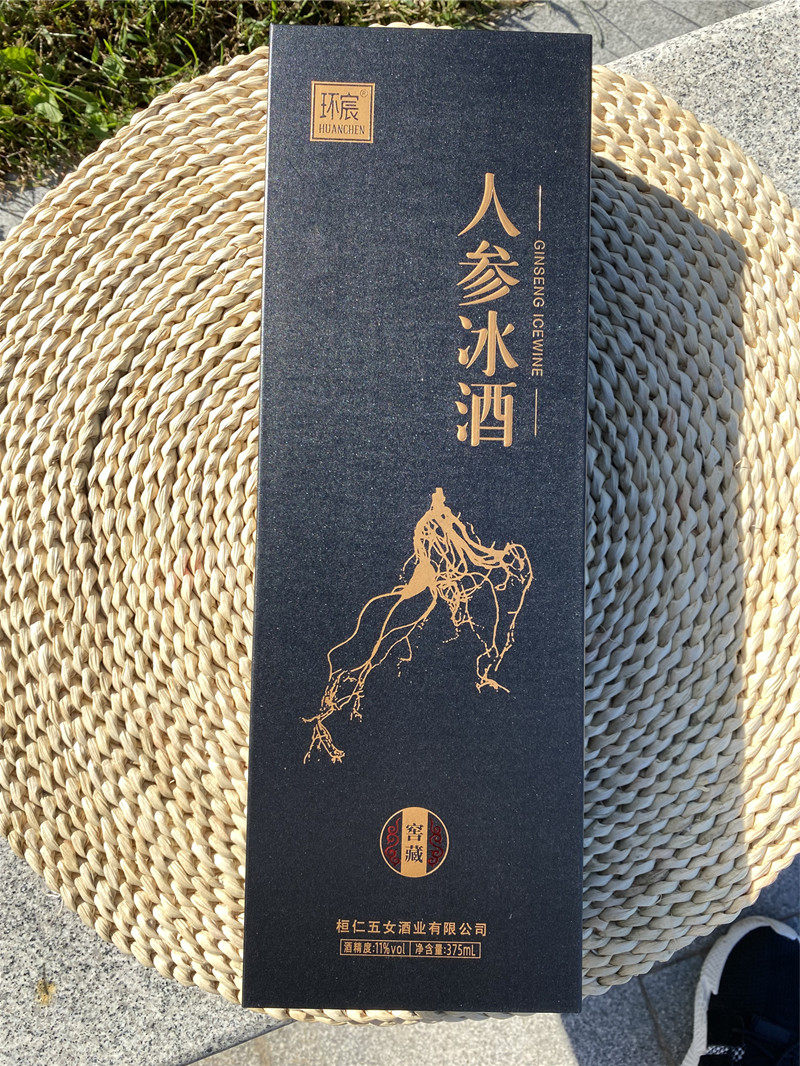 环宸®
HUANCHEN
人参冰酒
GINSENG ICEWINE
窖藏
桓仁五女酒业有限公司
酒精度:11%vol 净含量:375mL